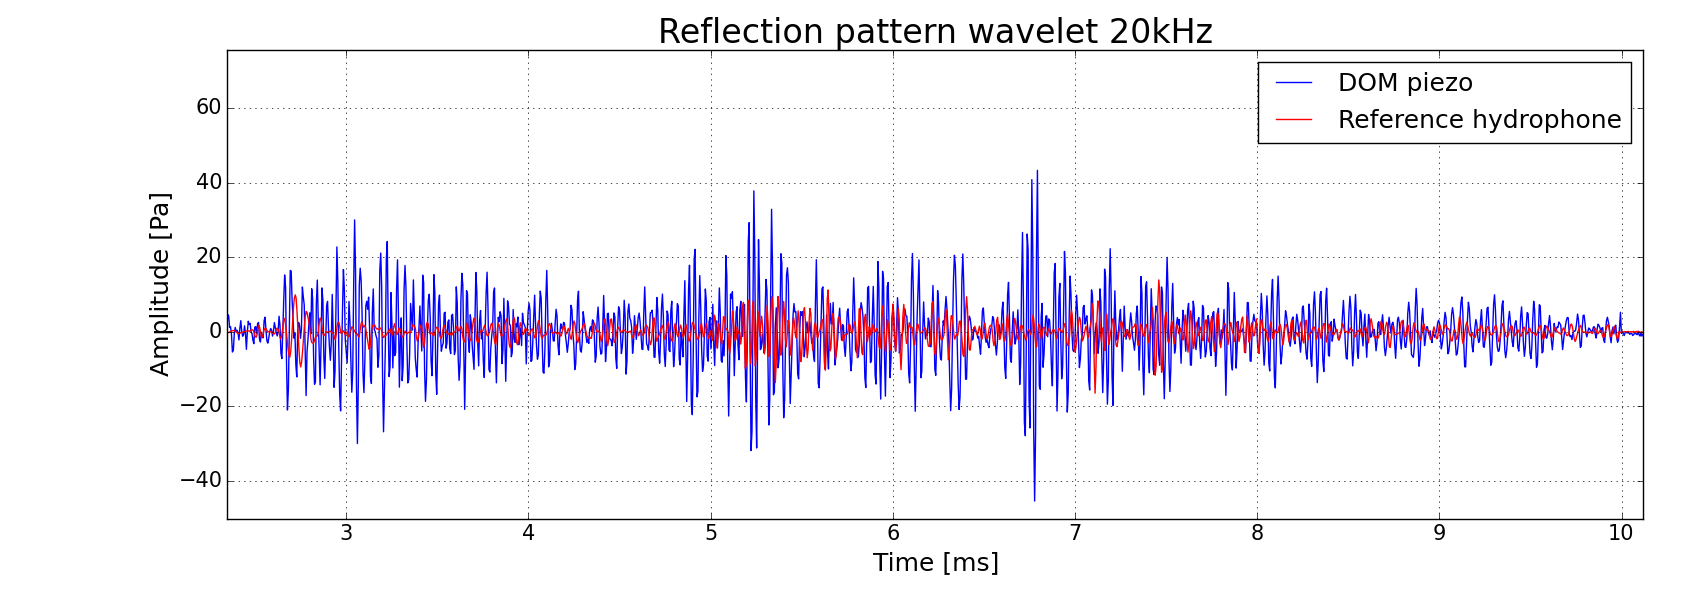 Reflection pattern wavelet 20kHz
DOM piezo
Reference hydrophone
Amplitude [Pa]
60
40
20
0
−20
−40
3 4 5 6 7 8 9 10
Time [ms]